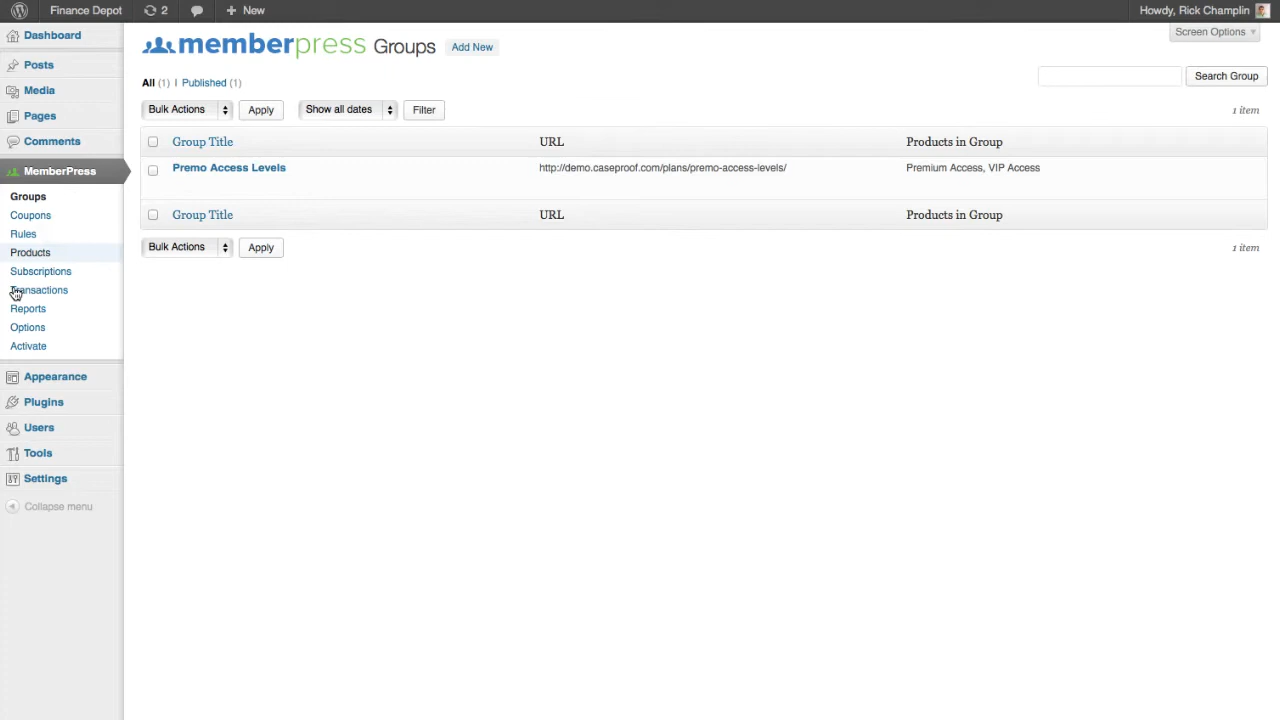 Finance Depot 2 New Howdy, Rick Champlin
Dashboard
Posts
Media
Pages
Comments
MemberPress
Groups
Coupons
Rules
Products
Subscriptions
Transactions
Reports
Options
Activate
Appearance
Plugins
Users
Tools
Settings
Collapse menu
Screen Options
memberpress Groups Add New
All (1) | Published (1)
Search Group
Bulk Actions Apply Show all dates Filter 1 item
Group Title URL Products in Group
Premo Access Levels http://demo.caseproof.com/plans/premo-access-levels/ Premium Access, VIP Access
Group Title URL Products in Group
Bulk Actions Apply 1 item